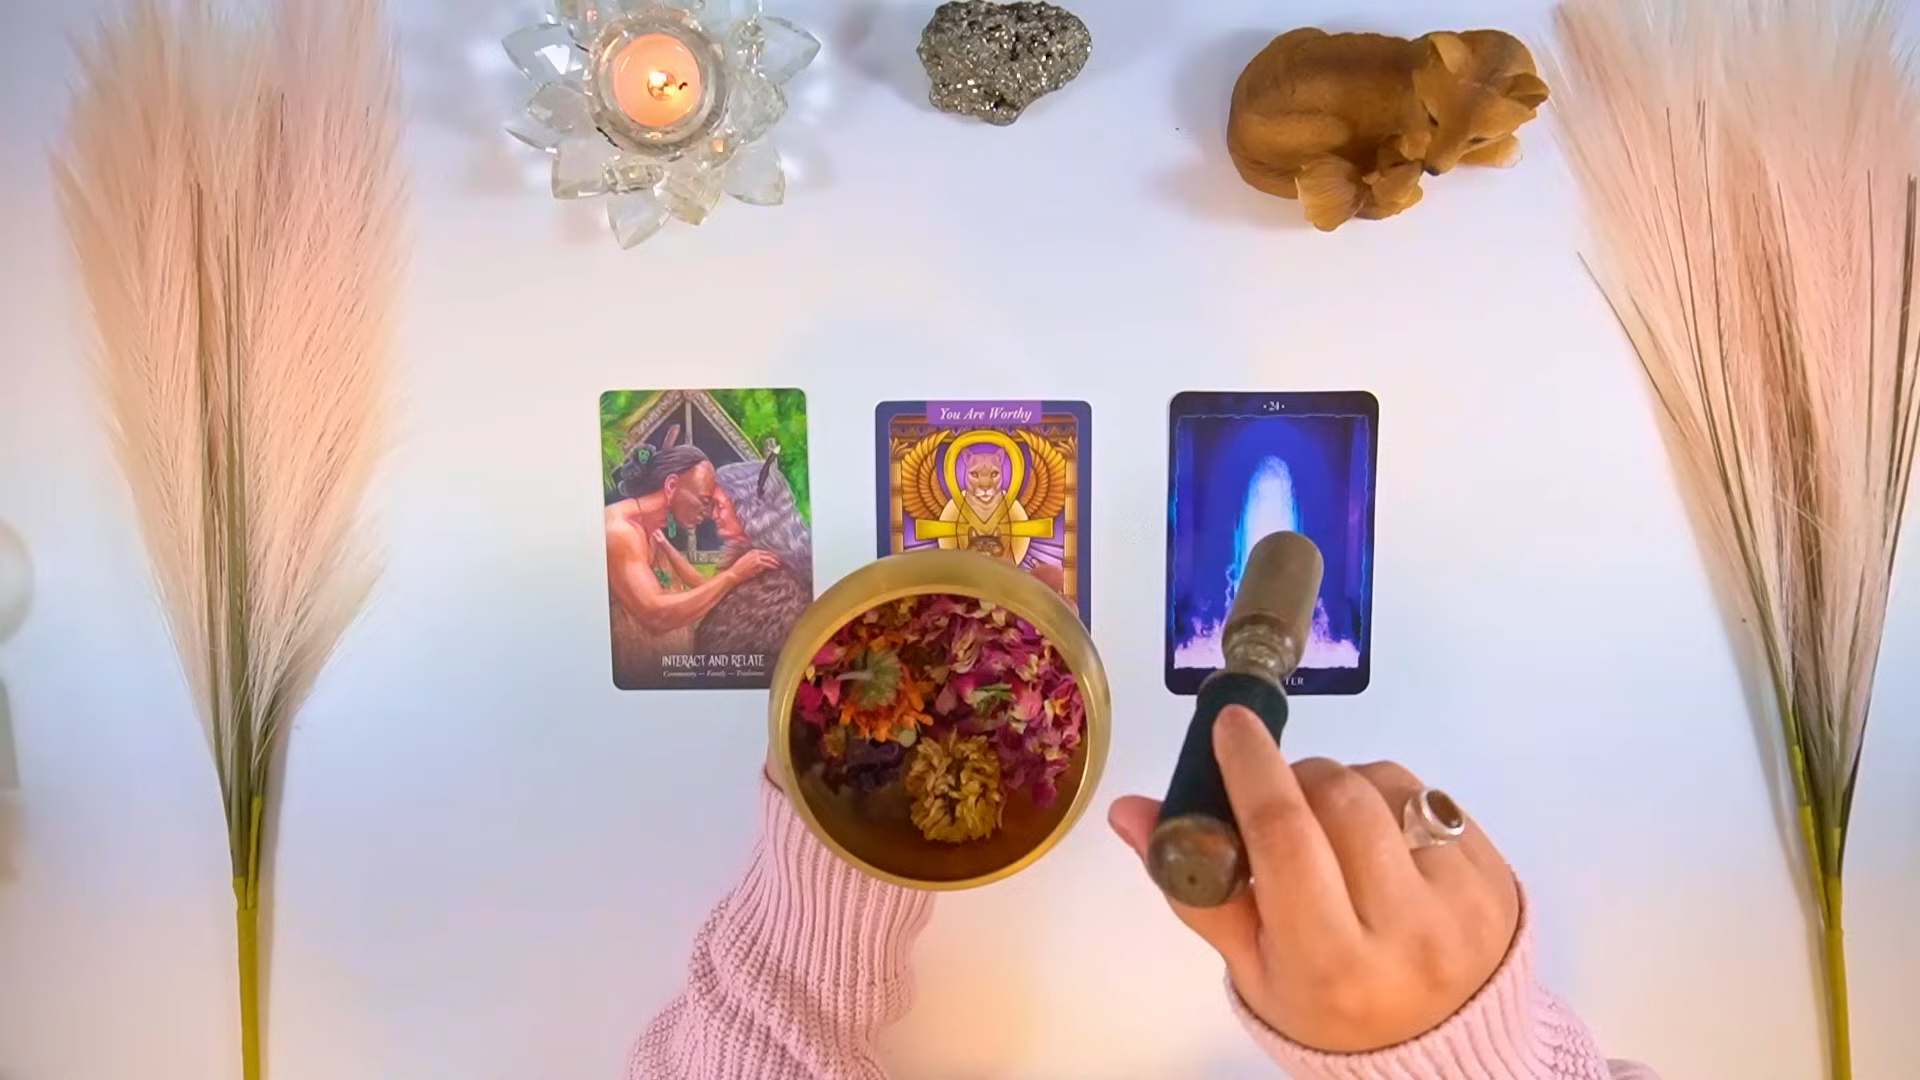 INTERACT AND RELATE
Community — Family — Traditions
You Are Worthy
• 24 •